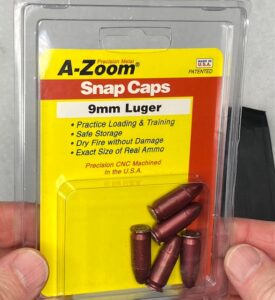 Precision Metal
A-Zoom®
MADE IN
U.S.A.
PATENTED
Snap Caps
9mm Luger
• Practice Loading & Training
• Safe Storage
• Dry Fire without Damage
• Exact Size of Real Ammo
Precision CNC Machined
In the U.S.A.